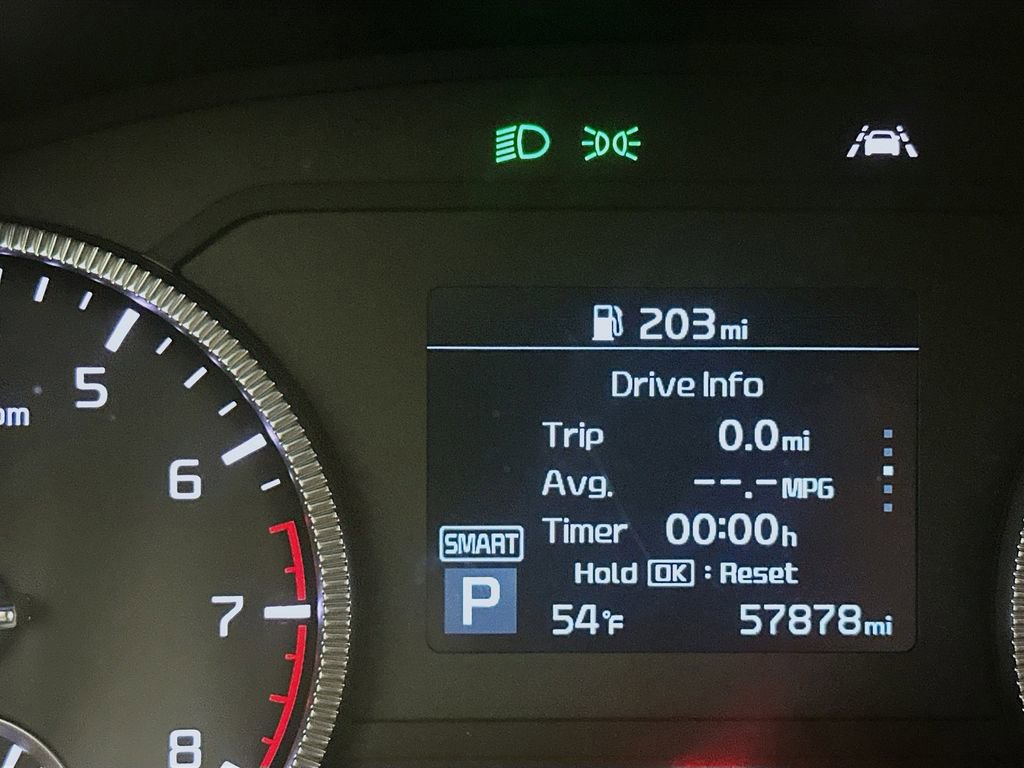 203mi
Drive Info
Trip 0.0mi
Avg. --.-MPG
Timer 00:00h
Hold OK : Reset
SMART
P
54°F 57878mi
5
6
7
8